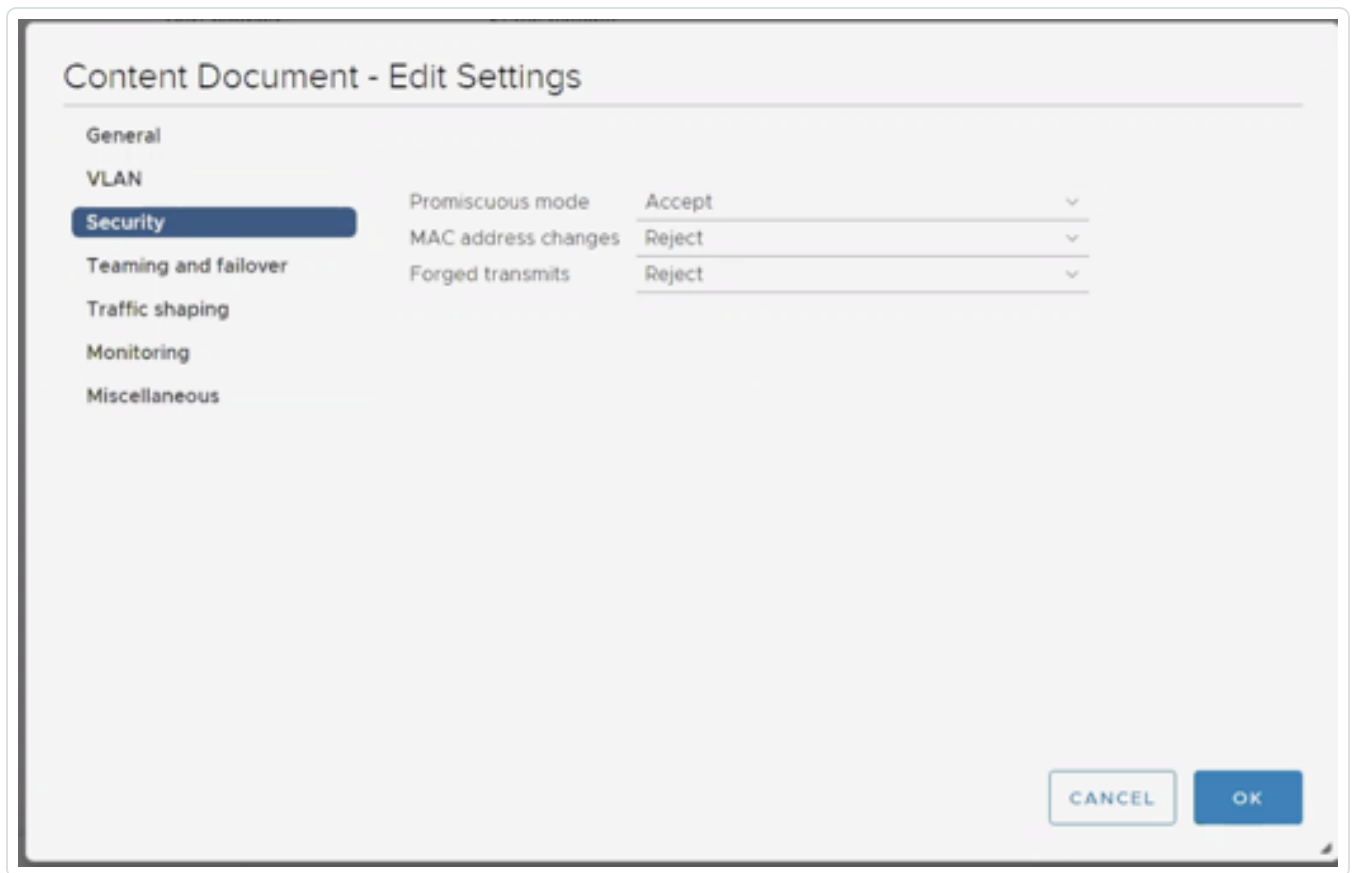 Content Document - Edit Settings
General
VLAN
Security
Teaming and failover
Traffic shaping
Monitoring
Miscellaneous
Promiscuous mode Accept
MAC address changes Reject
Forged transmits Reject
CANCEL OK